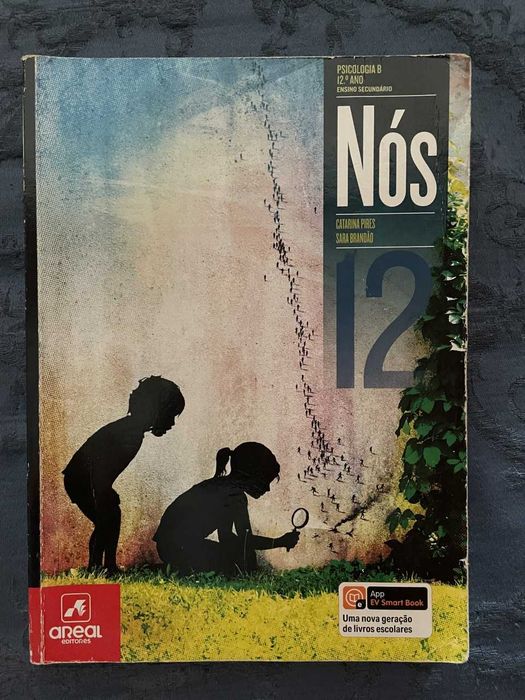 PSICOLOGIA B
12.º ANO
ENSINO SECUNDÁRIO
Nós
CATARINA PIRES
SARA BRANDÃO
12
App
EV Smart Book
Uma nova geração
de livros escolares
aReal
EDITORES